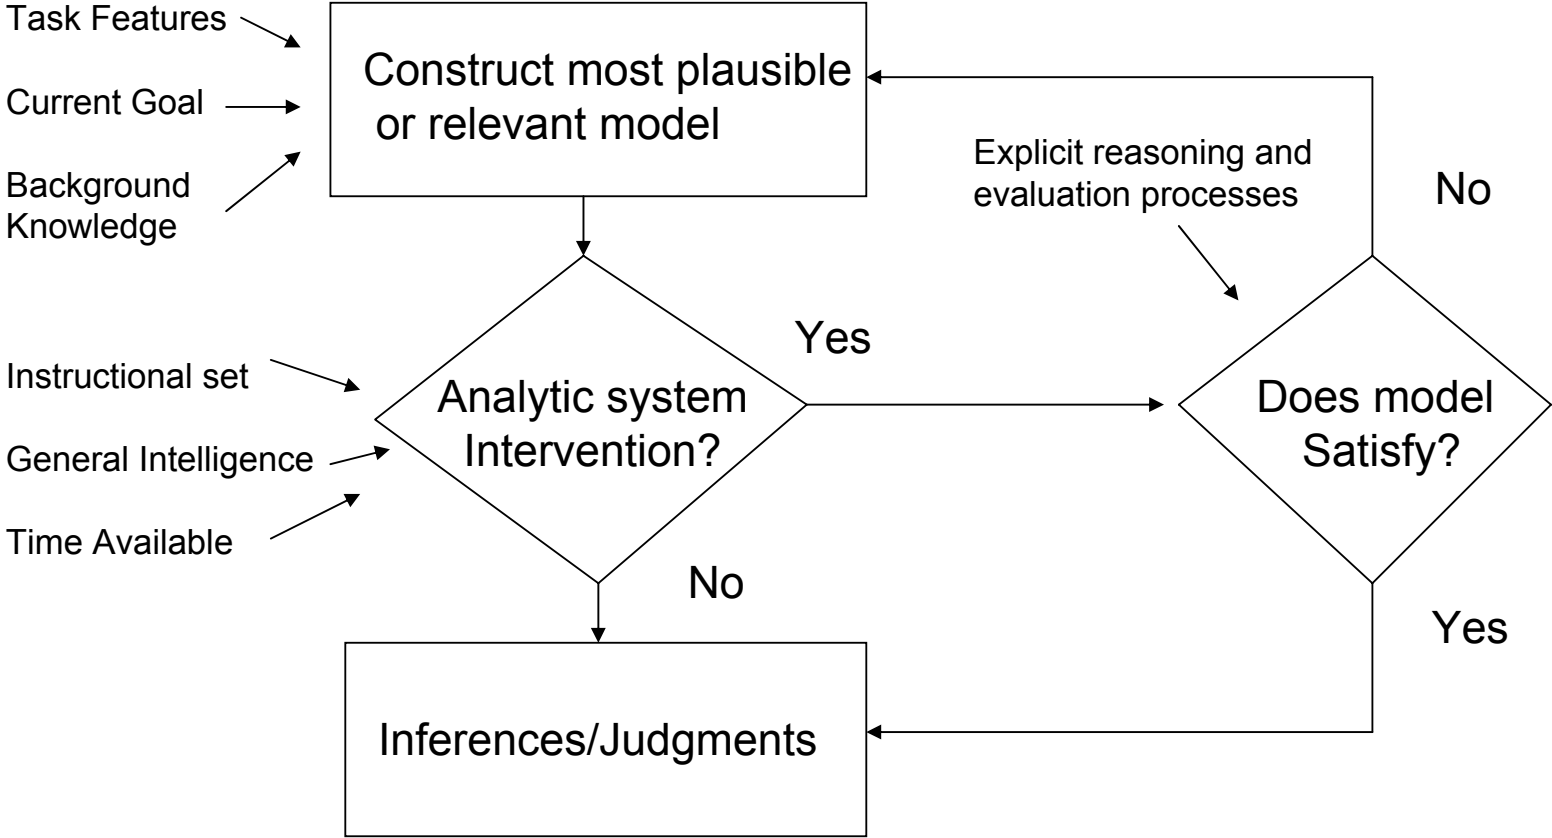 Task Features
Current Goal
Background
Knowledge
Construct most plausible
or relevant model
Explicit reasoning and
evaluation processes
No
Instructional set
General Intelligence
Time Available
Analytic system
Intervention?
Yes
Does model
Satisfy?
No
Yes
Inferences/Judgments